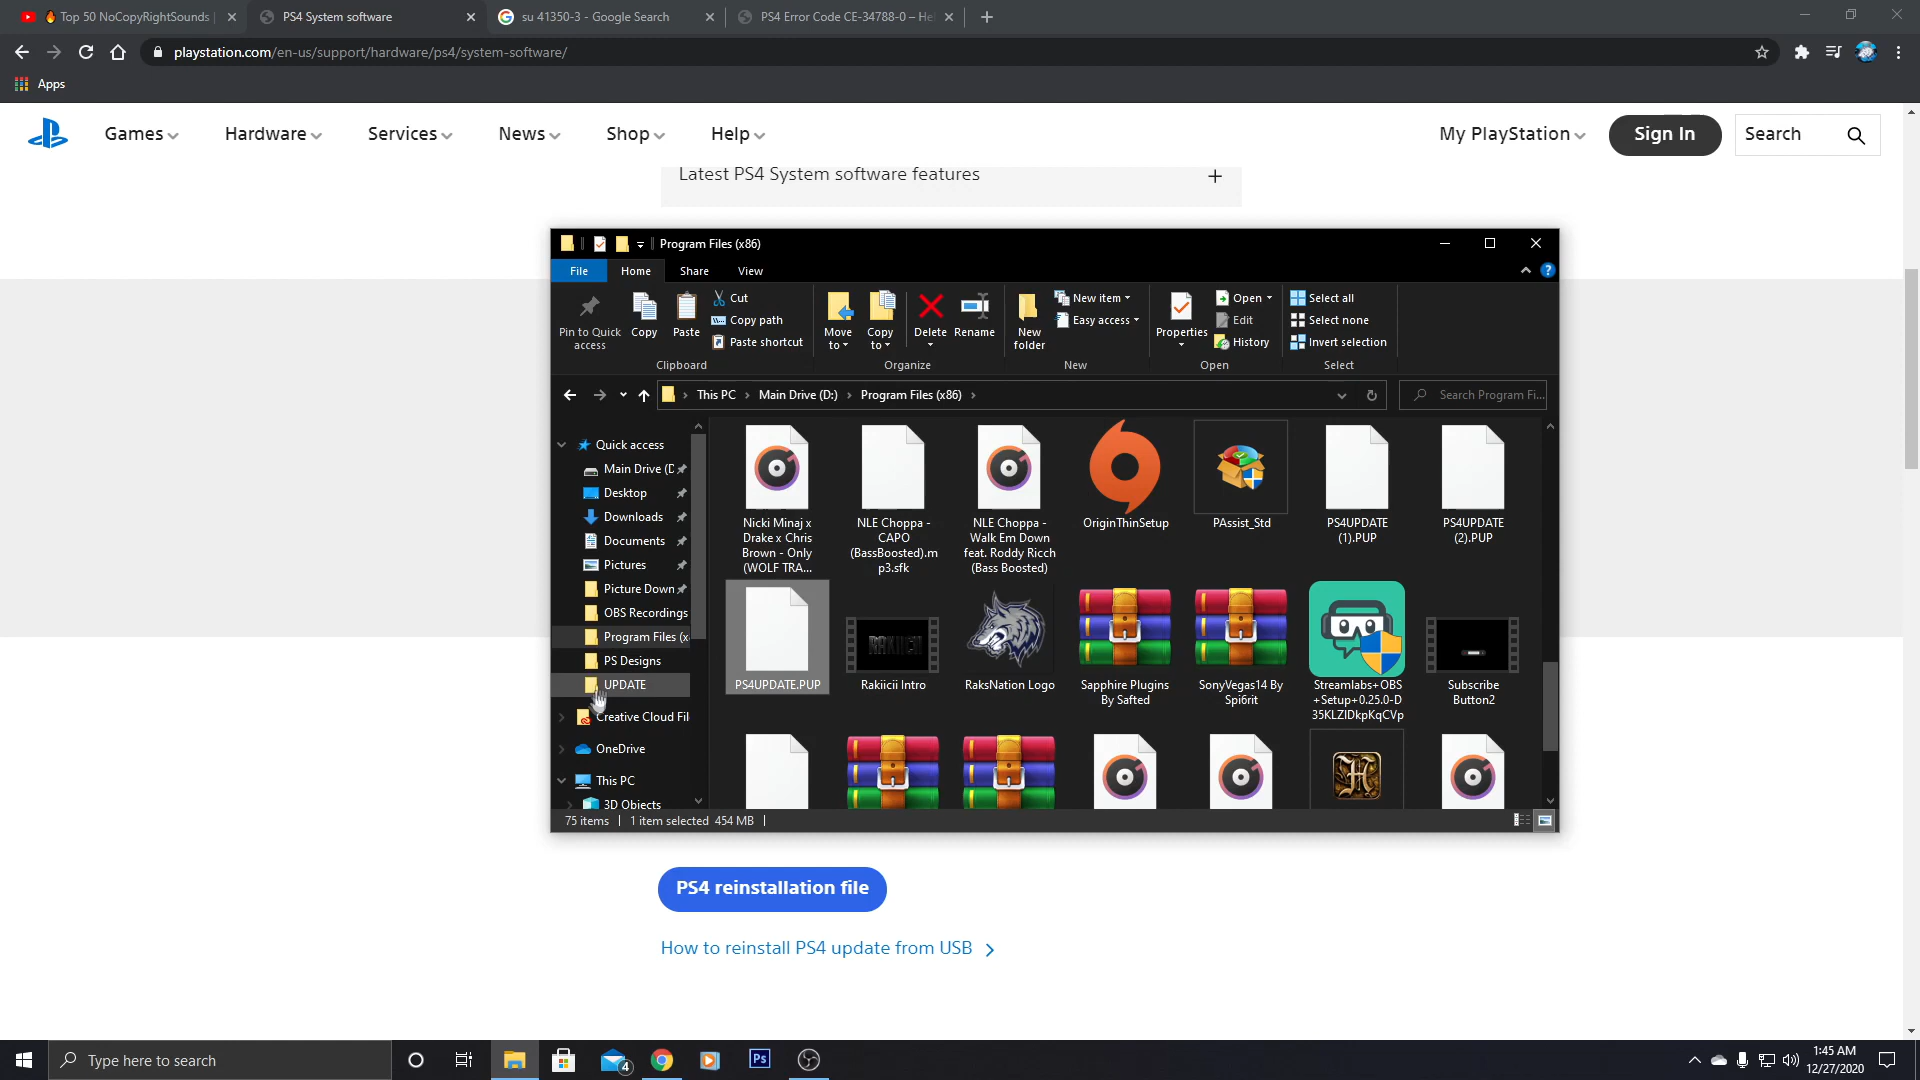 Top 50 NoCopyRightSounds
PS4 System software
su 41350-3 - Google Search
PS4 Error Code CE-34788-0 – He
playstation.com/en-us/support/hardware/ps4/system-software/
Apps
Games
Hardware
Services
News
Shop
Help
My PlayStation
Sign In
Search
Latest PS4 System software features
Program Files (x86)
File
Home
Share
View
Pin to Quick
access
Copy
Paste
Cut
Copy path
Paste shortcut
Clipboard
Move
to
Copy
to
Delete
Rename
Organize
New
folder
New item
Easy access
New
Properties
Open
Edit
History
Open
Select all
Select none
Invert selection
Select
This PC
Main Drive (D:)
Program Files (x86)
Search Program Fi...
Quick access
Main Drive (D
Desktop
Downloads
Documents
Pictures
Picture Down
OBS Recordings
Program Files (x
PS Designs
UPDATE
Creative Cloud Fil
OneDrive
This PC
3D Objects
Nicki Minaj x
Drake x Chris
Brown - Only
(WOLF TRA...
NLE Choppa -
CAPO
(BassBoosted).m
p3.sfk
NLE Choppa -
Walk Em Down
feat. Roddy Ricch
(Bass Boosted)
OriginThinSetup
PAssist_Std
PS4UPDATE
(1).PUP
PS4UPDATE
(2).PUP
PS4UPDATE.PUP
RAKIICII
Rakiicii Intro
RaksNation Logo
Sapphire Plugins
By Safted
SonyVegas14 By
Spi6rit
Streamlabs+OBS
+Setup+0.25.0-D
35KLZIDkpKqCVp
Subscribe
Button2
75 items
1 item selected 454 MB
PS4 reinstallation file
How to reinstall PS4 update from USB
Type here to search
4
Ps
1:45 AM
12/27/2020